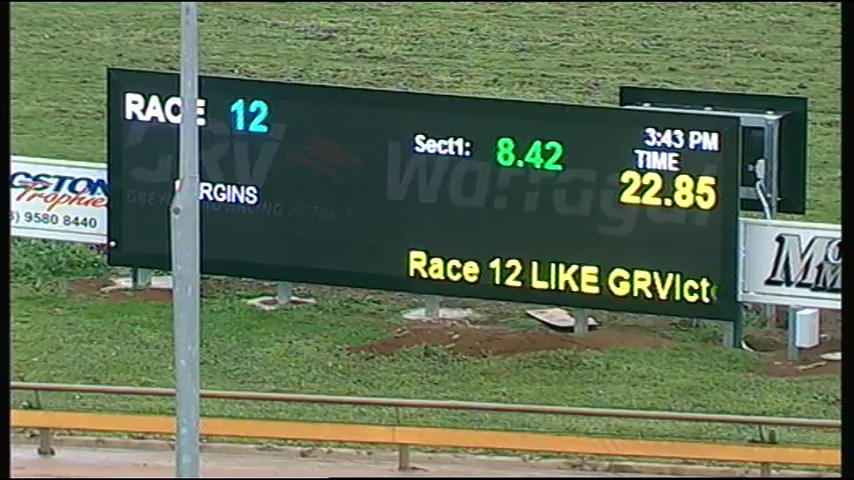 RACE 12
3:43 PM
Sect1: 8.42
TIME
22.85
GRV
Warragul
RGINS
Race 12 LIKE GRVIct
GSTON
Trophies
) 9580 8440